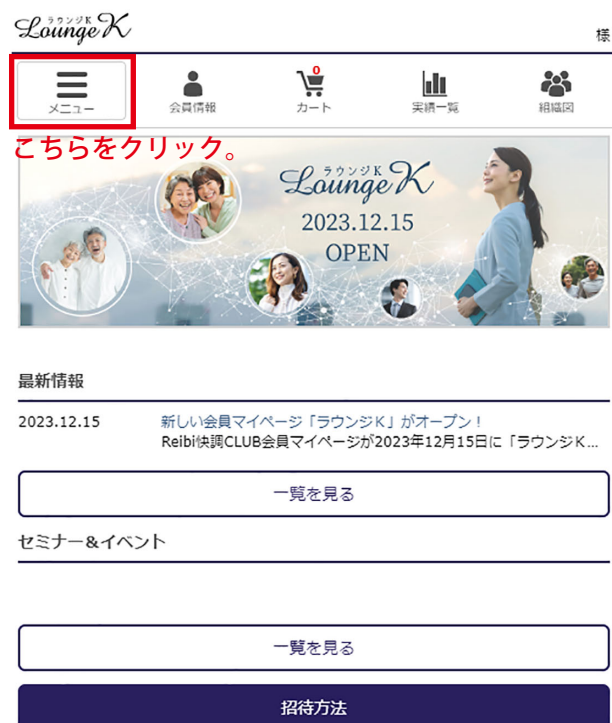 ラウンジK
Lounge K
様
メニュー
会員情報
0
カート
実績一覧
組織図
こちらをクリック。
ラウンジK
Lounge K
2023.12.15
OPEN
最新情報
2023.12.15
新しい会員マイページ「ラウンジK」がオープン！
Reibi快調CLUB会員マイページが2023年12月15日に「ラウンジK...
一覧を見る
セミナー&イベント
一覧を見る
招待方法